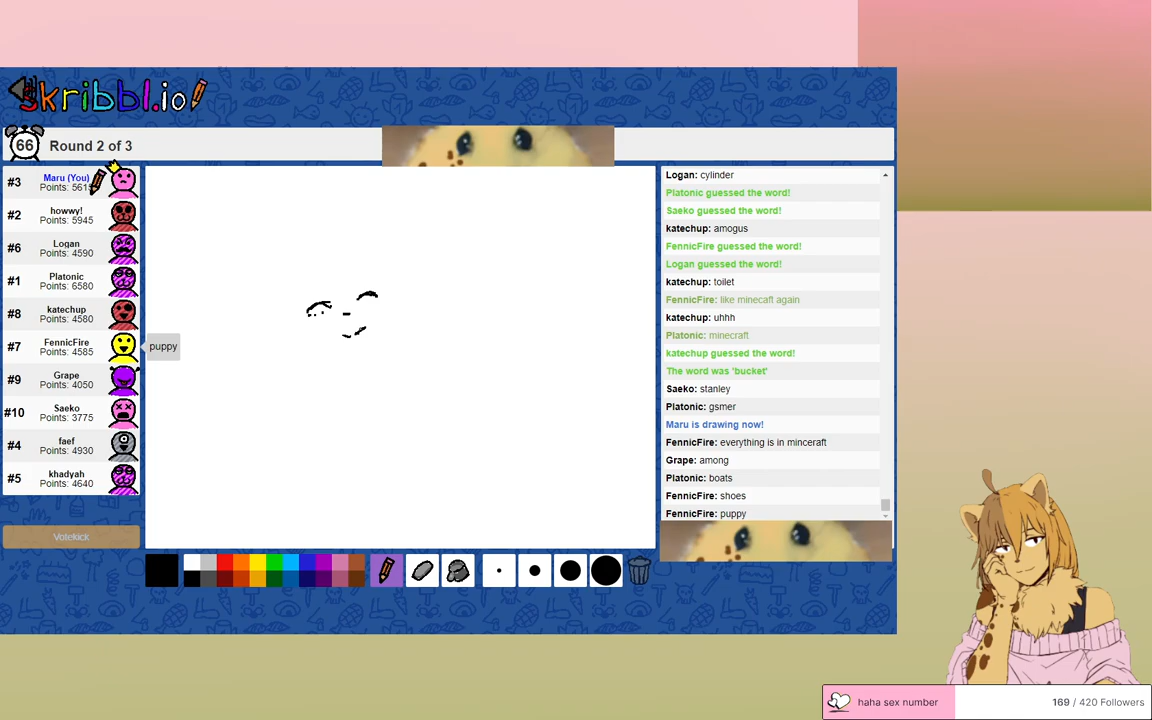 skribbl.io
66
Round 2 of 3
#3 Maru (You)
Points: 5615
#2 howwy!
Points: 5945
#6 Logan
Points: 4590
#1 Platonic
Points: 6580
#8 katechup
Points: 4580
#7 FennicFire
Points: 4585
puppy
#9 Grape
Points: 4050
#10 Saeko
Points: 3775
#4 faef
Points: 4930
#5 khadyah
Points: 4640
Votekick
Logan: cylinder
Platonic guessed the word!
Saeko guessed the word!
katechup: amogus
FennicFire guessed the word!
Logan guessed the word!
katechup: toilet
FennicFire: like minecaft again
katechup: uhhh
Platonic: minecraft
katechup guessed the word!
The word was 'bucket'
Saeko: stanley
Platonic: gsmer
Maru is drawing now!
FennicFire: everything is in minceraft
Grape: among
Platonic: boats
FennicFire: shoes
FennicFire: puppy
haha sex number 169 / 420 Followers